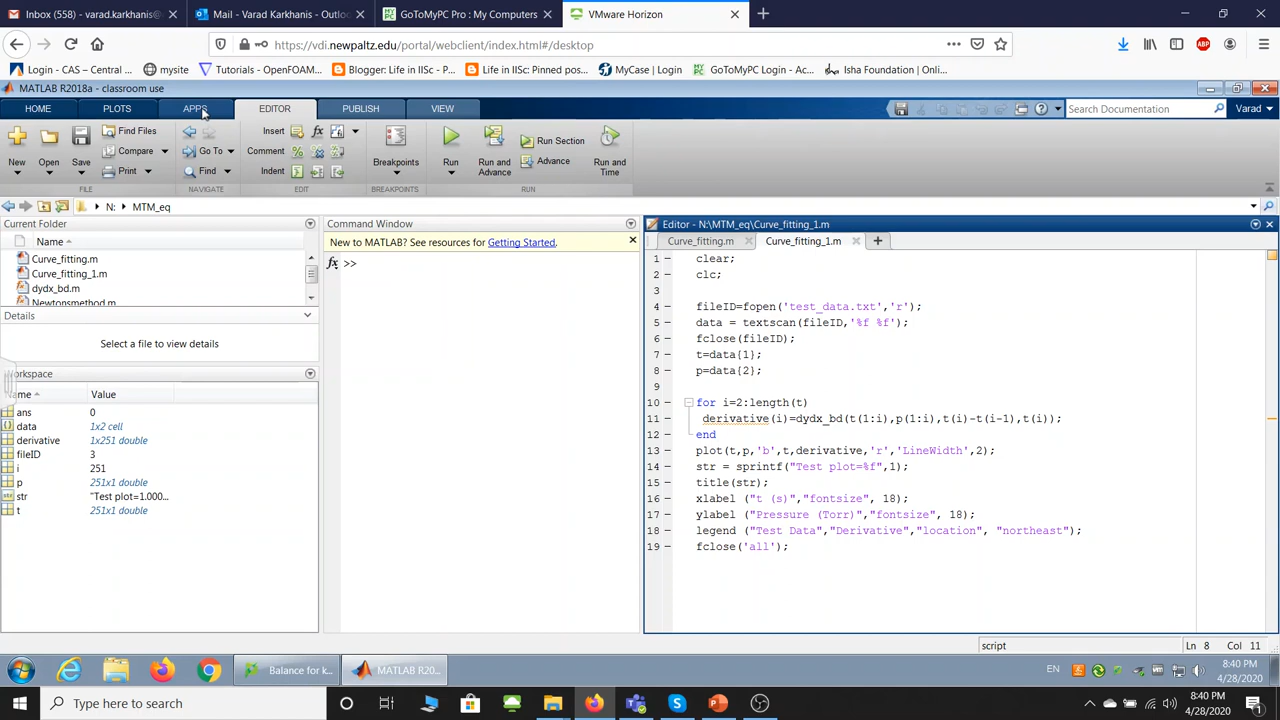 Inbox (558) - varad.karkhanis@
Mail - Varad Karkhanis - Outlo
GoToMyPC Pro : My Computers
VMware Horizon
https://vdi.newpaltz.edu/portal/webclient/index.html#/desktop
Login - CAS – Central ...
mysite
Tutorials - OpenFOAM...
Blogger: Life in IISc - P...
Life in IISc: Pinned pos...
MyCase | Login
GoToMyPC Login - Ac...
Isha Foundation | Onli...
MATLAB R2018a - classroom use
HOME PLOTS APPS EDITOR PUBLISH VIEW
Search Documentation
Varad
New Open Save
Find Files
Compare
Print
FILE
Go To
Find
NAVIGATE
Insert
Comment
Indent
EDIT
Breakpoints
BREAKPOINTS
Run
Run and Advance
Run Section
Advance
Run and Time
RUN
N: MTM_eq
Current Folder
Name
Curve_fitting.m
Curve_fitting_1.m
dydx_bd.m
Newtonsmethod.m
Details
Select a file to view details
orkspace
ame Value
ans 0
data 1x2 cell
derivative 1x251 double
fileID 3
i 251
p 251x1 double
str "Test plot=1.000...
t 251x1 double
Command Window
New to MATLAB? See resources for Getting Started.
fx >>
Editor - N:\MTM_eq\Curve_fitting_1.m
Curve_fitting.m
Curve_fitting_1.m
1 clear;
2 clc;
3
4 fileID=fopen('test_data.txt','r');
5 data = textscan(fileID,'%f %f');
6 fclose(fileID);
7 t=data{1};
8 p=data{2};
9
10 for i=2:length(t)
11 derivative(i)=dydx_bd(t(1:i),p(1:i),t(i)-t(i-1),t(i));
12 end
13 plot(t,p,'b',t,derivative,'r','LineWidth',2);
14 str = sprintf("Test plot=%f",1);
15 title(str);
16 xlabel ("t (s)","fontsize", 18);
17 ylabel ("Pressure (Torr)","fontsize", 18);
18 legend ("Test Data","Derivative","location", "northeast");
19 fclose('all');
script
Ln 8 Col 11
Balance for k...
MATLAB R20...
EN
8:40 PM
4/28/2020
Type here to search
8:40 PM
4/28/2020